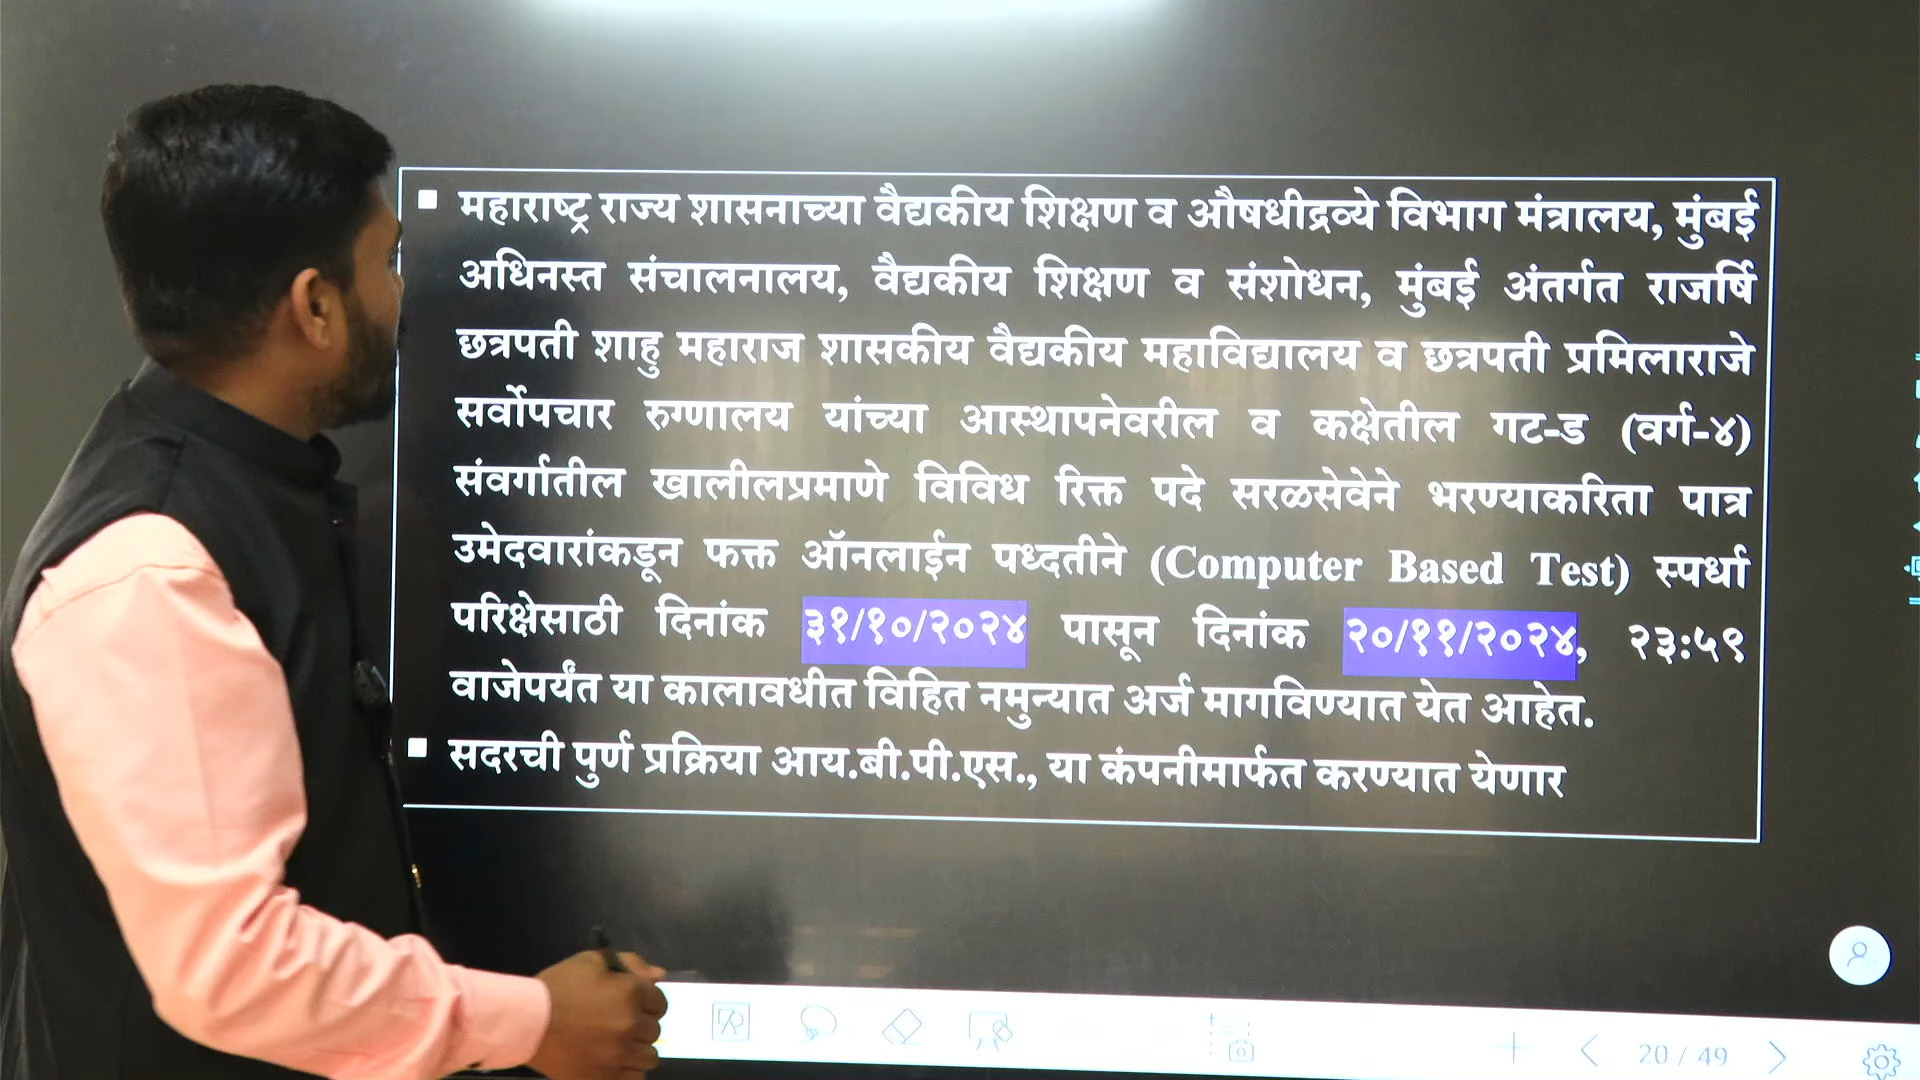 ▪ महाराष्ट्र राज्य शासनाच्या वैद्यकीय शिक्षण व औषधीद्रव्ये विभाग मंत्रालय, मुंबई
अधिनस्त संचालनालय, वैद्यकीय शिक्षण व संशोधन, मुंबई अंतर्गत राजर्षि
छत्रपती शाहु महाराज शासकीय वैद्यकीय महाविद्यालय व छत्रपती प्रमिलाराजे
सर्वोपचार रुग्णालय यांच्या आस्थापनेवरील व कक्षेतील गट-ड (वर्ग-४)
संवर्गातील खालीलप्रमाणे विविध रिक्त पदे सरळसेवेने भरण्याकरिता पात्र
उमेदवारांकडून फक्त ऑनलाईन पध्दतीने (Computer Based Test) स्पर्धा
परिक्षेसाठी दिनांक ३१/१०/२०२४ पासून दिनांक २०/११/२०२४, २३:५९
वाजेपर्यंत या कालावधीत विहित नमुन्यात अर्ज मागविण्यात येत आहेत.
▪ सदरची पुर्ण प्रक्रिया आय.बी.पी.एस., या कंपनीमार्फत करण्यात येणार
20 / 49